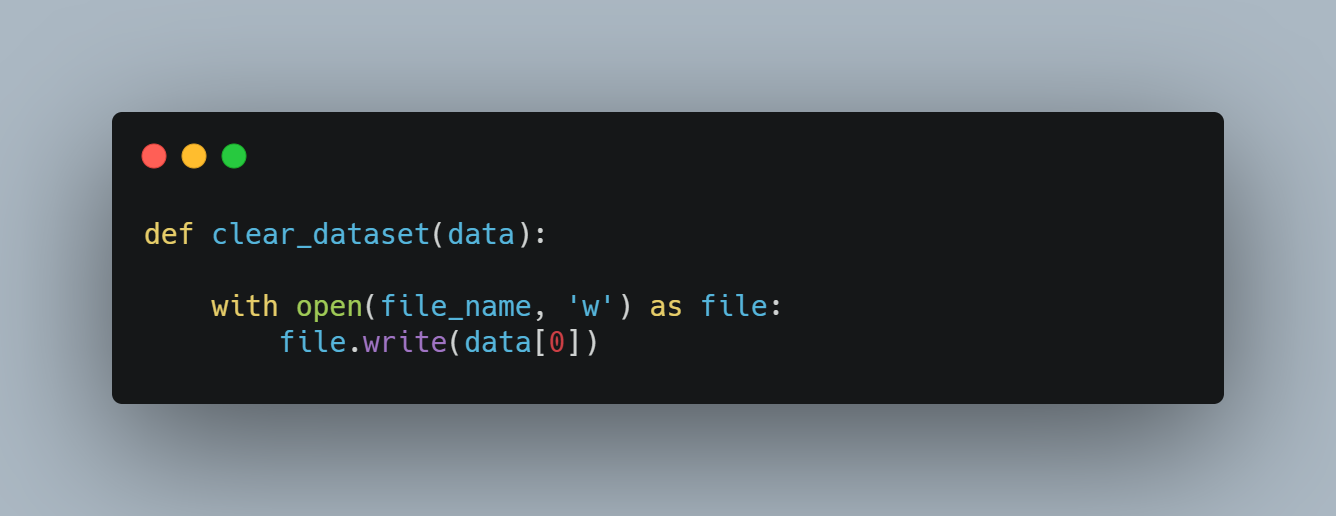 def clear_dataset(data):
    with open(file_name, 'w') as file:
        file.write(data[0])